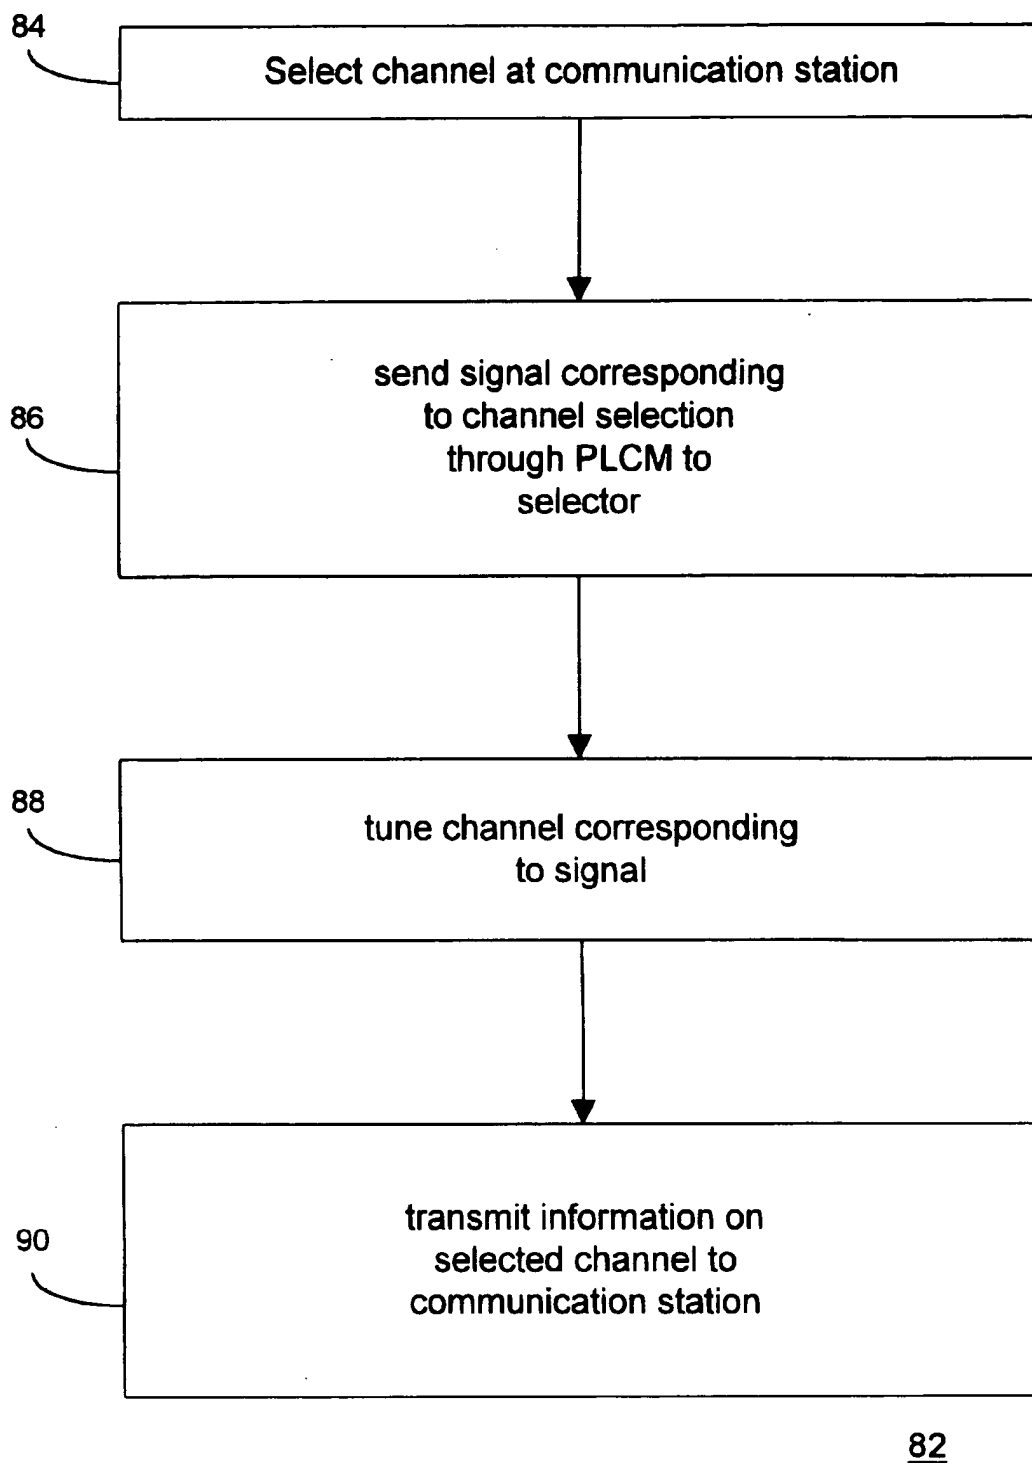 84
Select channel at communication station
86
send signal corresponding
to channel selection
through PLCM to
selector
88
tune channel corresponding
to signal
90
transmit information on
selected channel to
communication station
82